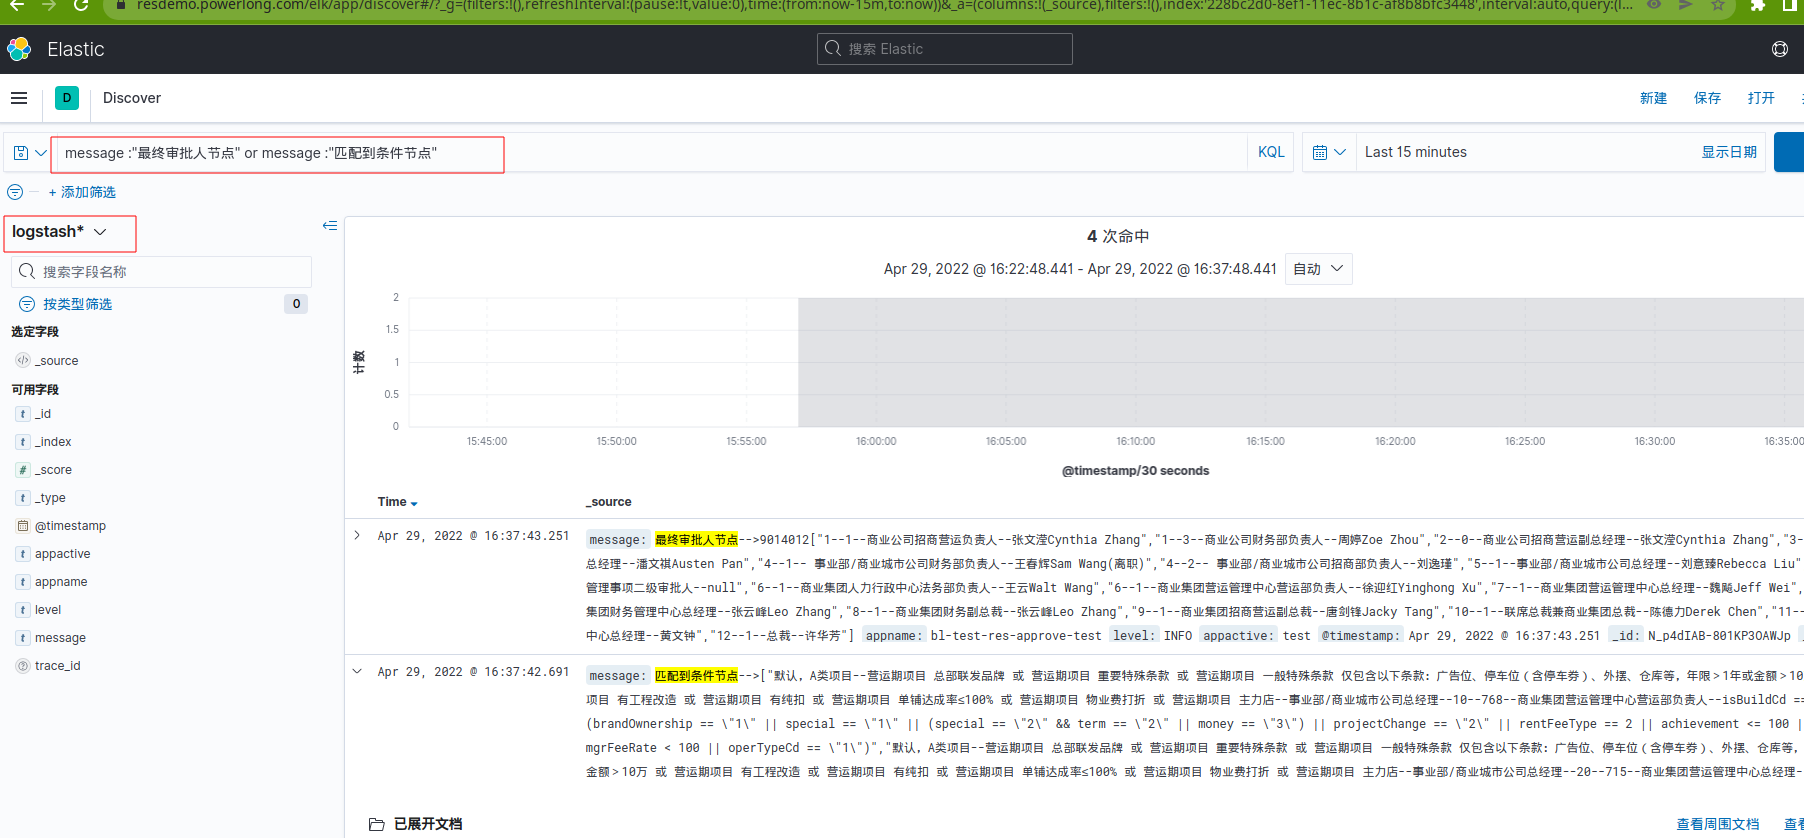 resdemo.powerlong.com/elk/app/discover#/?_g=(filters:!(),refreshInterval:(pause:!t,value:0),time:(from:now-15m,to:now))&_a=(columns:!(_source),filters:!(),index:'228bc2d0-8ef1-11ec-8b1c-af8b8bfc3448',interval:auto,query:(l...
Elastic
搜索 Elastic
D Discover 新建 保存 打开
message :"最终审批人节点" or message :"匹配到条件节点" KQL Last 15 minutes 显示日期
+ 添加筛选
logstash*
搜索字段名称
按类型筛选 0
选定字段
_source
可用字段
t _id
t _index
# _score
t _type
@timestamp
t appactive
t appname
t level
t message
trace_id
4 次命中
Apr 29, 2022 @ 16:22:48.441 - Apr 29, 2022 @ 16:37:48.441 自动
2
1.5
1
0.5
0
计数
15:45:00 15:50:00 15:55:00 16:00:00 16:05:00 16:10:00 16:15:00 16:20:00 16:25:00 16:30:00 16:35:00
@timestamp/30 seconds
Time _source
Apr 29, 2022 @ 16:37:43.251 message: 最终审批人节点-->9014012["1--1--商业公司招商营运负责人--张文滢Cynthia Zhang","1--3--商业公司财务部负责人--周婷Zoe Zhou","2--0--商业公司招商营运副总经理--张文滢Cynthia Zhang","3-
总经理--潘文祺Austen Pan","4--1-- 事业部/商业城市公司招商部负责人--王春辉Sam Wang(离职)","4--2-- 事业部/商业城市公司招商部负责人--刘逸瑾","5--1--事业部/商业城市公司总经理--刘意臻Rebecca Liu"
管理事项二级审批人--null","6--1--商业集团人力行政中心法务部负责人--王云Walt Wang","6--1--商业集团营运管理中心营运部负责人--徐迎红Yinghong Xu","7--1--商业集团营运管理中心总经理--魏飚Jeff Wei",
集团财务管理中心总经理--张云峰Leo Zhang","8--1--商业集团财务副总裁--张云峰Leo Zhang","9--1--商业集团招商营运副总裁--唐剑锋Jacky Tang","10--1--联席总裁兼商业集团总裁--陈德力Derek Chen","11--
中心总经理--黄文钟","12--1--总裁--许华芳"] appname: bl-test-res-approve-test level: INFO appactive: test @timestamp: Apr 29, 2022 @ 16:37:43.251 _id: N_p4dIAB-801KP3OAWJp
Apr 29, 2022 @ 16:37:42.691 message: 匹配到条件节点-->["默认，A类项目--营运期项目 总部联发品牌 或 营运期项目 重要特殊条款 或 营运期项目 一般特殊条款 仅包含以下条款：广告位、停车位（含停车券）、外摆、仓库等，年限＞1年或金额＞10
项目 有工程改造 或 营运期项目 有纯扣 或 营运期项目 单铺达成率≤100% 或 营运期项目 物业费打折 或 营运期项目 主力店--事业部/商业城市公司总经理--10--768--商业集团营运管理中心营运部负责人--isBuildCd ==
(brandOwnership == \"1\" || special == \"1\" || (special == \"2\" && term == \"2\" || money == \"3\") || projectChange == \"2\" || rentFeeType == 2 || achievement <= 100 ||
mgrFeeRate < 100 || operTypeCd == \"1\")","默认，A类项目--营运期项目 总部联发品牌 或 营运期项目 重要特殊条款 或 营运期项目 一般特殊条款 仅包含以下条款：广告位、停车位（含停车券）、外摆、仓库等，
金额＞10万 或 营运期项目 有工程改造 或 营运期项目 有纯扣 或 营运期项目 单铺达成率≤100% 或 营运期项目 物业费打折 或 营运期项目 主力店--事业部/商业城市公司总经理--20--715--商业集团营运管理中心总经理-
已展开文档 查看周围文档 查看